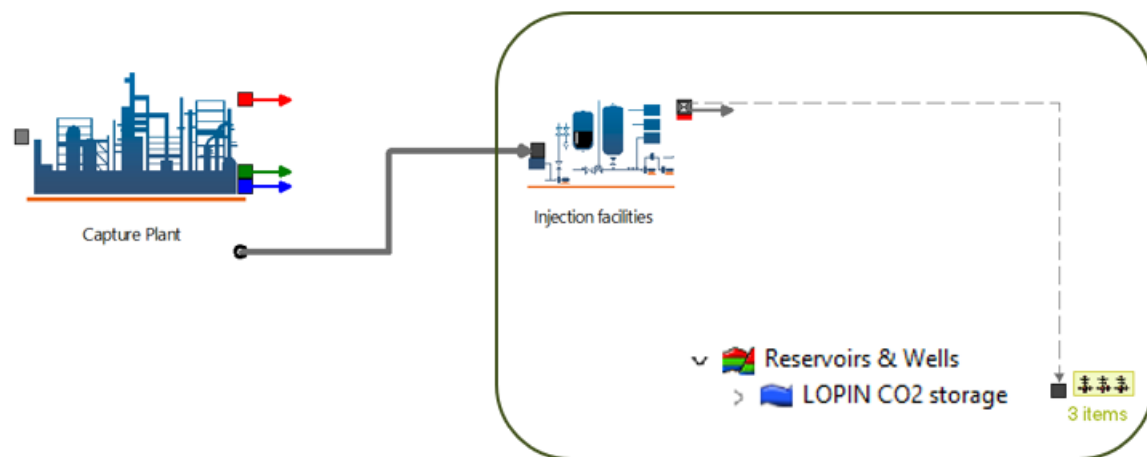 Capture Plant
Injection facilities
Reservoirs & Wells
LOPIN CO2 storage
3 items